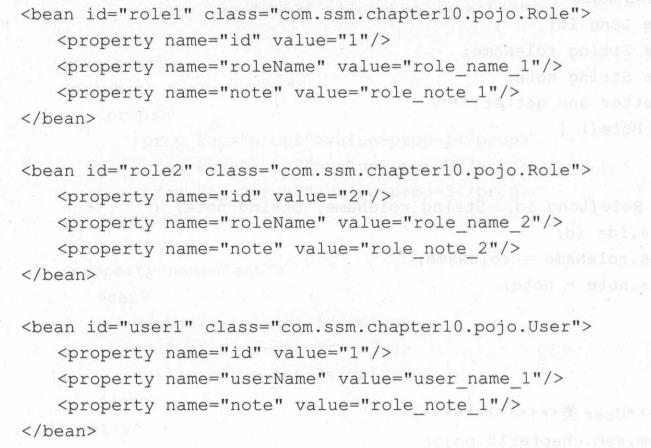 <bean id="role1" class="com.ssm.chapter10.pojo.Role">
    <property name="id" value="1"/>
    <property name="roleName" value="role_name_1"/>
    <property name="note" value="role_note_1"/>
</bean>

<bean id="role2" class="com.ssm.chapter10.pojo.Role">
    <property name="id" value="2"/>
    <property name="roleName" value="role_name_2"/>
    <property name="note" value="role_note_2"/>
</bean>

<bean id="user1" class="com.ssm.chapter10.pojo.User">
    <property name="id" value="1"/>
    <property name="userName" value="user_name_1"/>
    <property name="note" value="role_note_1"/>
</bean>